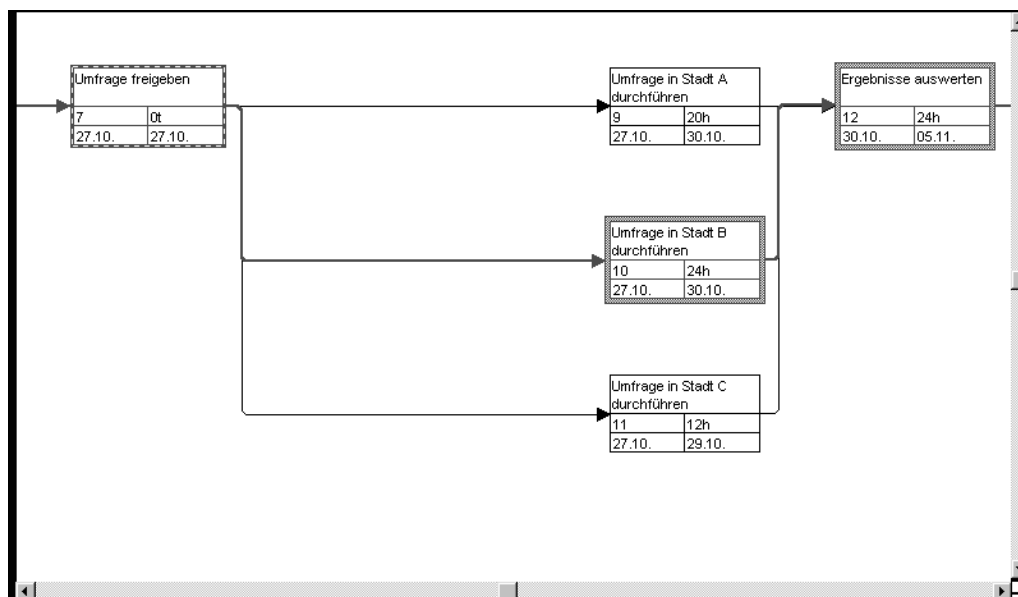 Umfrage freigeben
7 0t
27.10. 27.10.
Umfrage in Stadt A
durchführen
9 20h
27.10. 30.10.
Ergebnisse auswerten
12 24h
30.10. 05.11.
Umfrage in Stadt B
durchführen
10 24h
27.10. 30.10.
Umfrage in Stadt C
durchführen
11 12h
27.10. 29.10.